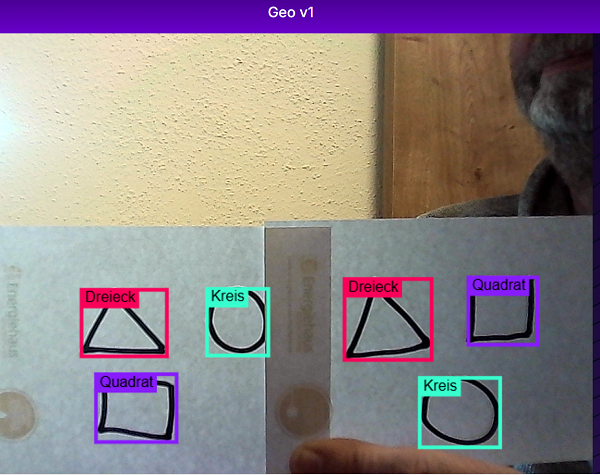 Geo v1
Dreieck
Kreis
Quadrat
Dreieck
Quadrat
Kreis